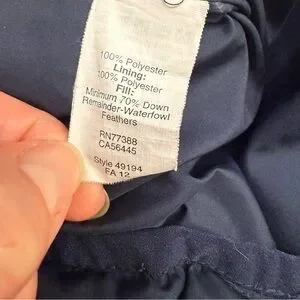 100% Polyester
Lining:
100% Polyester
Fill:
Minimum 70% Down
Remainder-Waterfowl
Feathers
RN77388
CA56445
Style 49194
FA 12